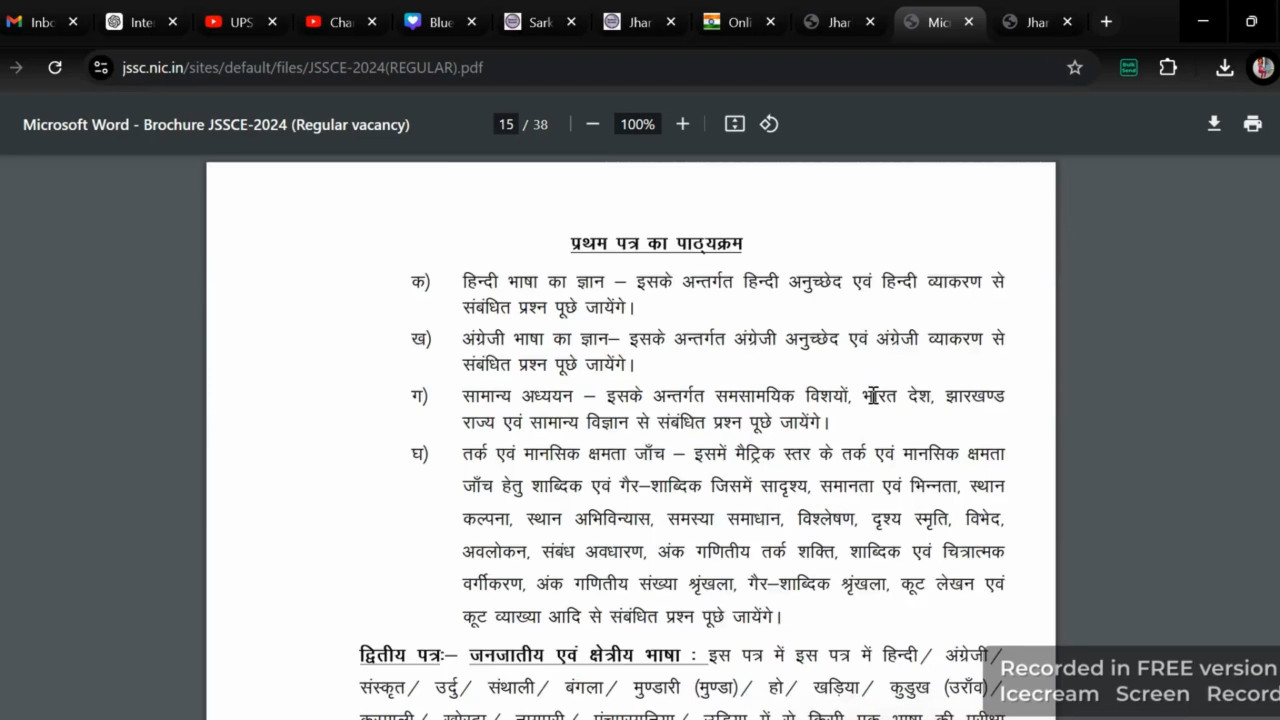 Inbo
Inte
UPS
Cha
Blue
Sark
Jhar
Onli
Jhar
Mic
Jhar
jssc.nic.in/sites/default/files/JSSCE-2024(REGULAR).pdf
Microsoft Word - Brochure JSSCE-2024 (Regular vacancy)
15 / 38
100%
प्रथम पत्र का पाठ्यक्रम
क) हिन्दी भाषा का ज्ञान – इसके अन्तर्गत हिन्दी अनुच्छेद एवं हिन्दी व्याकरण से
संबंधित प्रश्न पूछे जायेंगे।
ख) अंग्रेजी भाषा का ज्ञान– इसके अन्तर्गत अंग्रेजी अनुच्छेद एवं अंग्रेजी व्याकरण से
संबंधित प्रश्न पूछे जायेंगे।
ग) सामान्य अध्ययन – इसके अन्तर्गत समसामयिक विशयों, भारत देश, झारखण्ड
राज्य एवं सामान्य विज्ञान से संबंधित प्रश्न पूछे जायेंगे।
घ) तर्क एवं मानसिक क्षमता जाँच – इसमें मैट्रिक स्तर के तर्क एवं मानसिक क्षमता
जाँच हेतु शाब्दिक एवं गैर–शाब्दिक जिसमें सादृश्य, समानता एवं भिन्नता, स्थान
कल्पना, स्थान अभिविन्यास, समस्या समाधान, विश्लेषण, दृश्य स्मृति, विभेद,
अवलोकन, संबंध अवधारण, अंक गणितीय तर्क शक्ति, शाब्दिक एवं चित्रात्मक
वर्गीकरण, अंक गणितीय संख्या श्रृंखला, गैर–शाब्दिक श्रृंखला, कूट लेखन एवं
कूट व्याख्या आदि से संबंधित प्रश्न पूछे जायेंगे।
द्वितीय पत्रः– जनजातीय एवं क्षेत्रीय भाषा : इस पत्र में इस पत्र में हिन्दी/ अंग्रेजी/
संस्कृत/ उर्दु/ संथाली/ बंगला/ मुण्डारी (मुण्डा)/ हो/ खड़िया/ कुडुख (उराँव)/
Recorded in FREE version
Icecream Screen Record